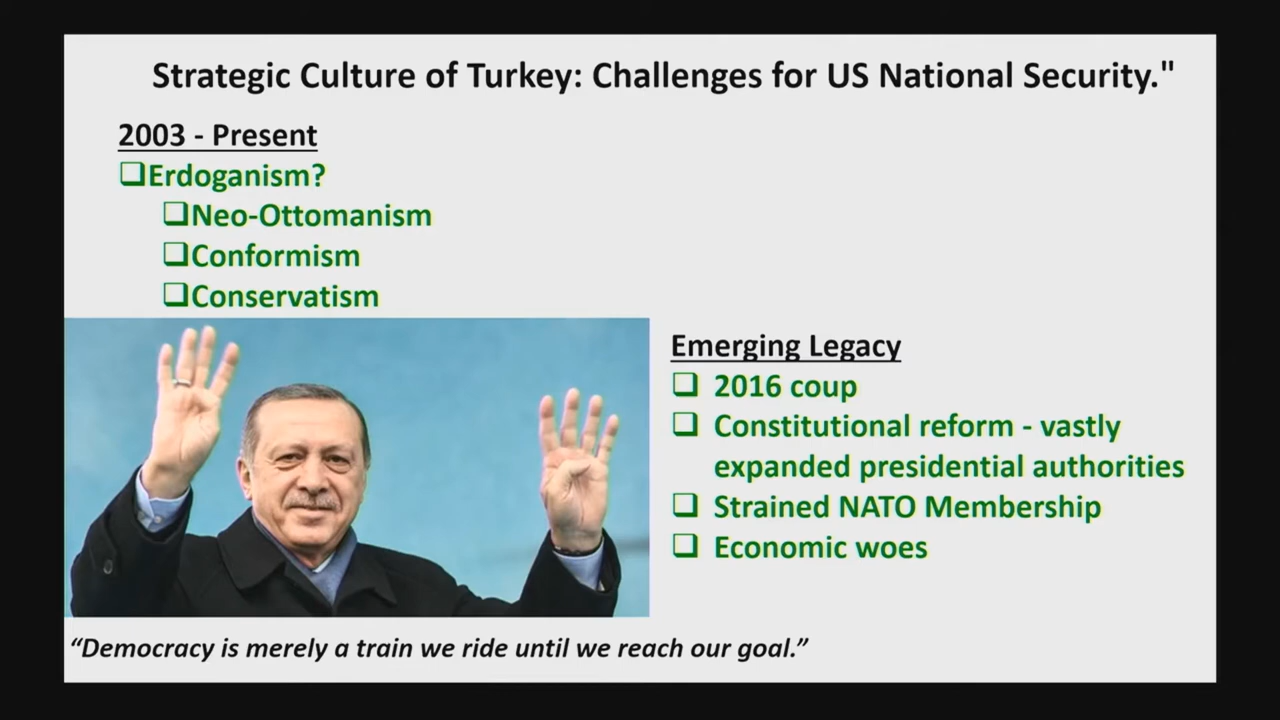 Strategic Culture of Turkey: Challenges for US National Security."
2003 - Present
Erdoganism?
Neo-Ottomanism
Conformism
Conservatism
Emerging Legacy
2016 coup
Constitutional reform - vastly
expanded presidential authorities
Strained NATO Membership
Economic woes
“Democracy is merely a train we ride until we reach our goal.”